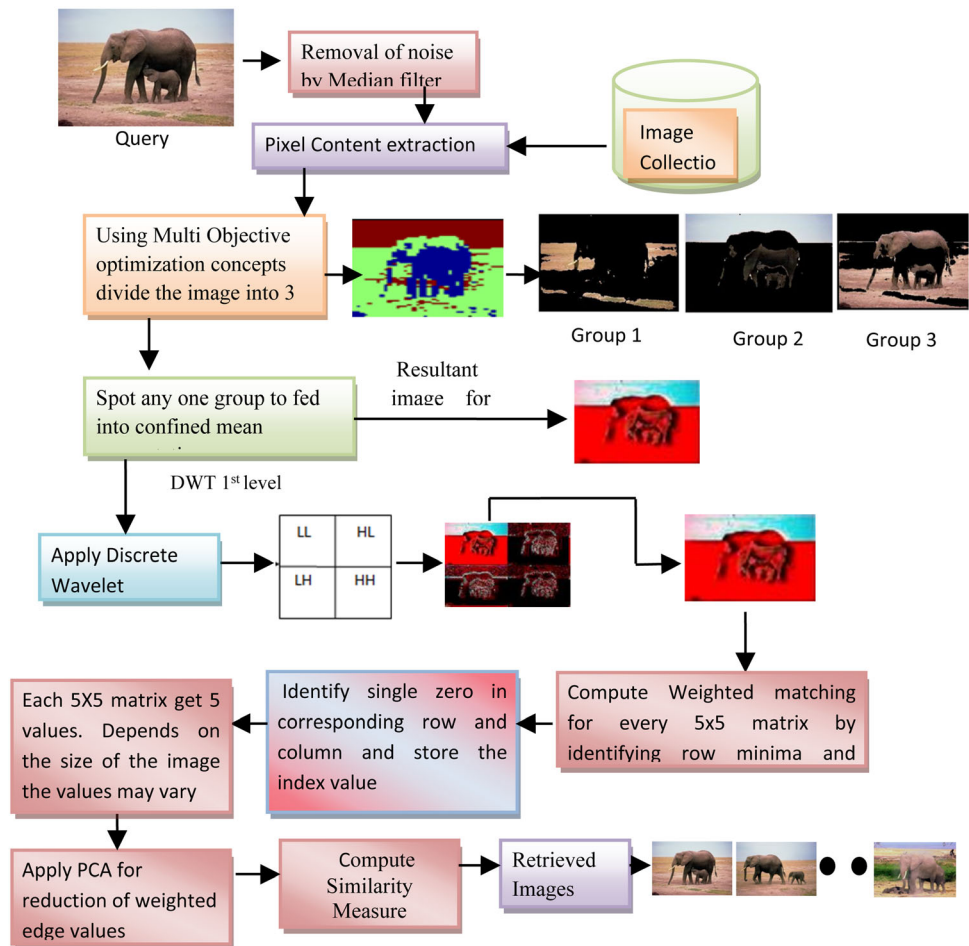 Query
Removal of noise
by Median filter
Pixel Content extraction
Image
Collectio
Using Multi Objective
optimization concepts
divide the image into 3
Group 1
Group 2
Group 3
Spot any one group to fed
into confined mean
Resultant
image for
DWT 1st level
Apply Discrete
Wavelet
LL
HL
LH
HH
Compute Weighted matching
for every 5x5 matrix by
identifying row minima and
Identify single zero in
corresponding row and
column and store the
index value
Each 5X5 matrix get 5
values. Depends on
the size of the image
the values may vary
Apply PCA for
reduction of weighted
edge values
Compute
Similarity
Measure
Retrieved
Images